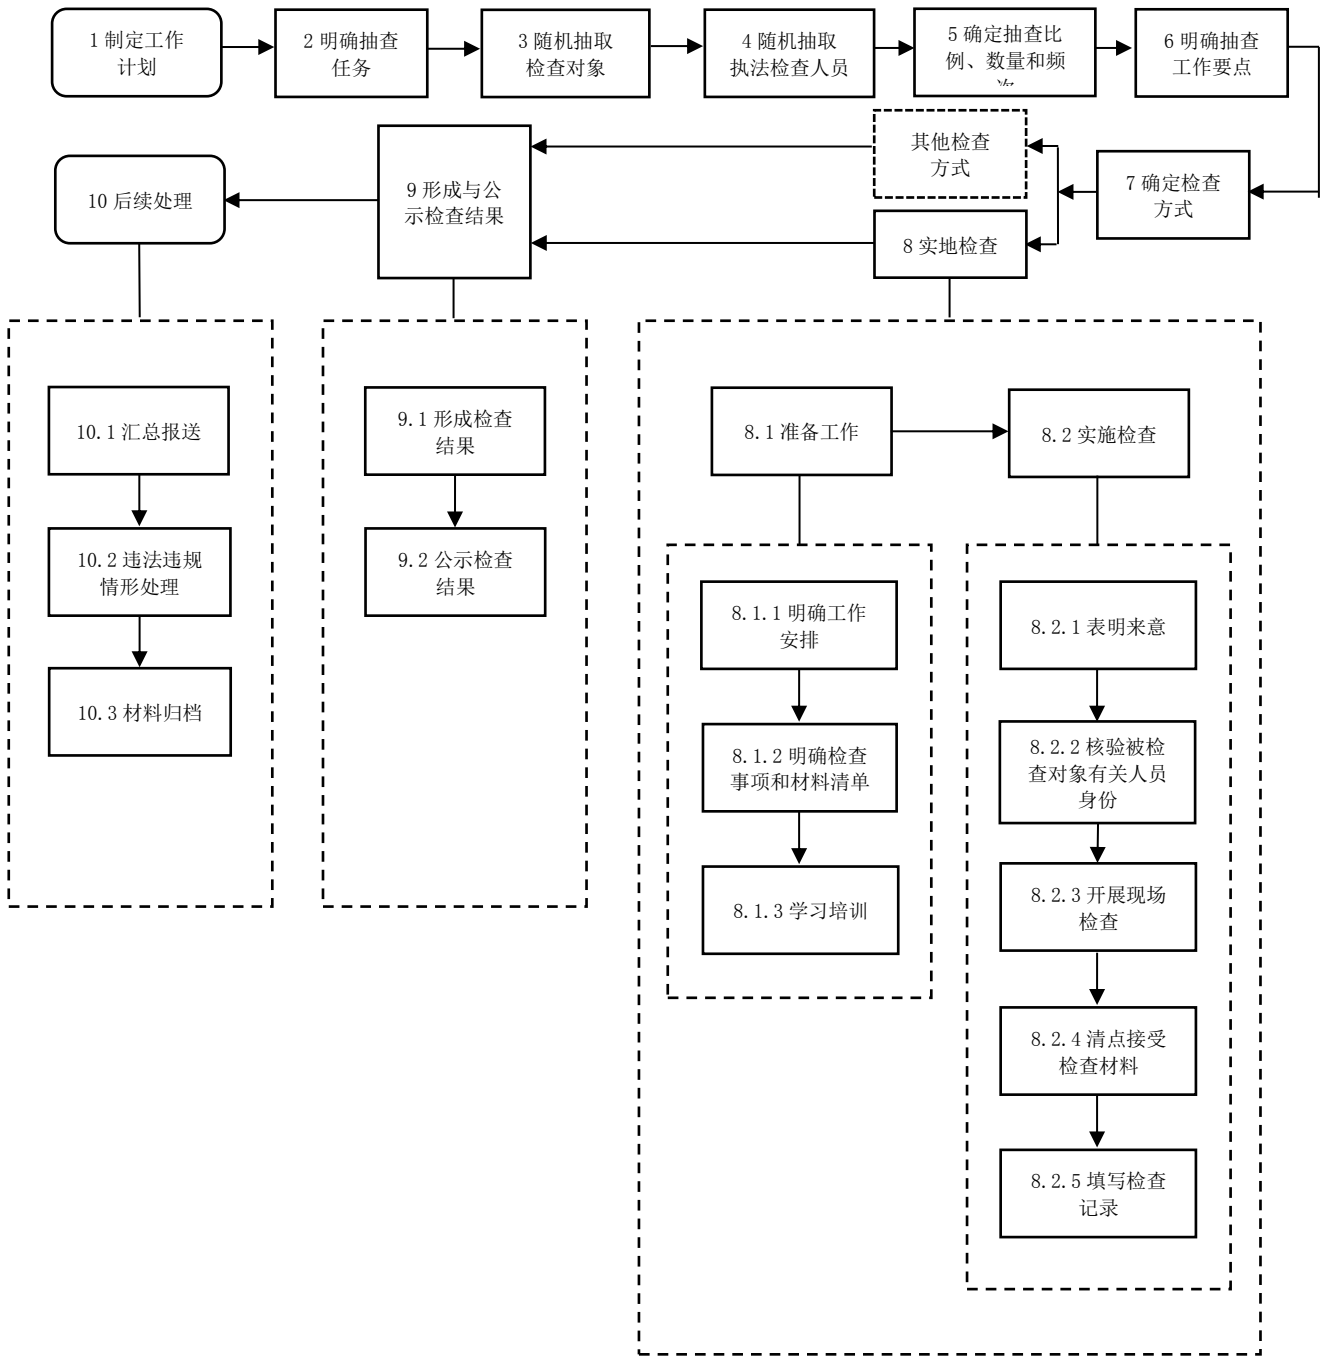 1 制定工作
计划
2 明确抽查
任务
3 随机抽取
检查对象
4 随机抽取
执法检查人员
5 确定抽查比
例、数量和频
次
6 明确抽查
工作要点
其他检查
方式
7 确定检查
方式
8 实地检查
9 形成与公
示检查结果
10 后续处理
10.1 汇总报送
10.2 违法违规
情形处理
10.3 材料归档
9.1 形成检查
结果
9.2 公示检查
结果
8.1 准备工作
8.2 实施检查
8.1.1 明确工作
安排
8.1.2 明确检查
事项和材料清单
8.1.3 学习培训
8.2.1 表明来意
8.2.2 核验被检
查对象有关人员
身份
8.2.3 开展现场
检查
8.2.4 清点接受
检查材料
8.2.5 填写检查
记录